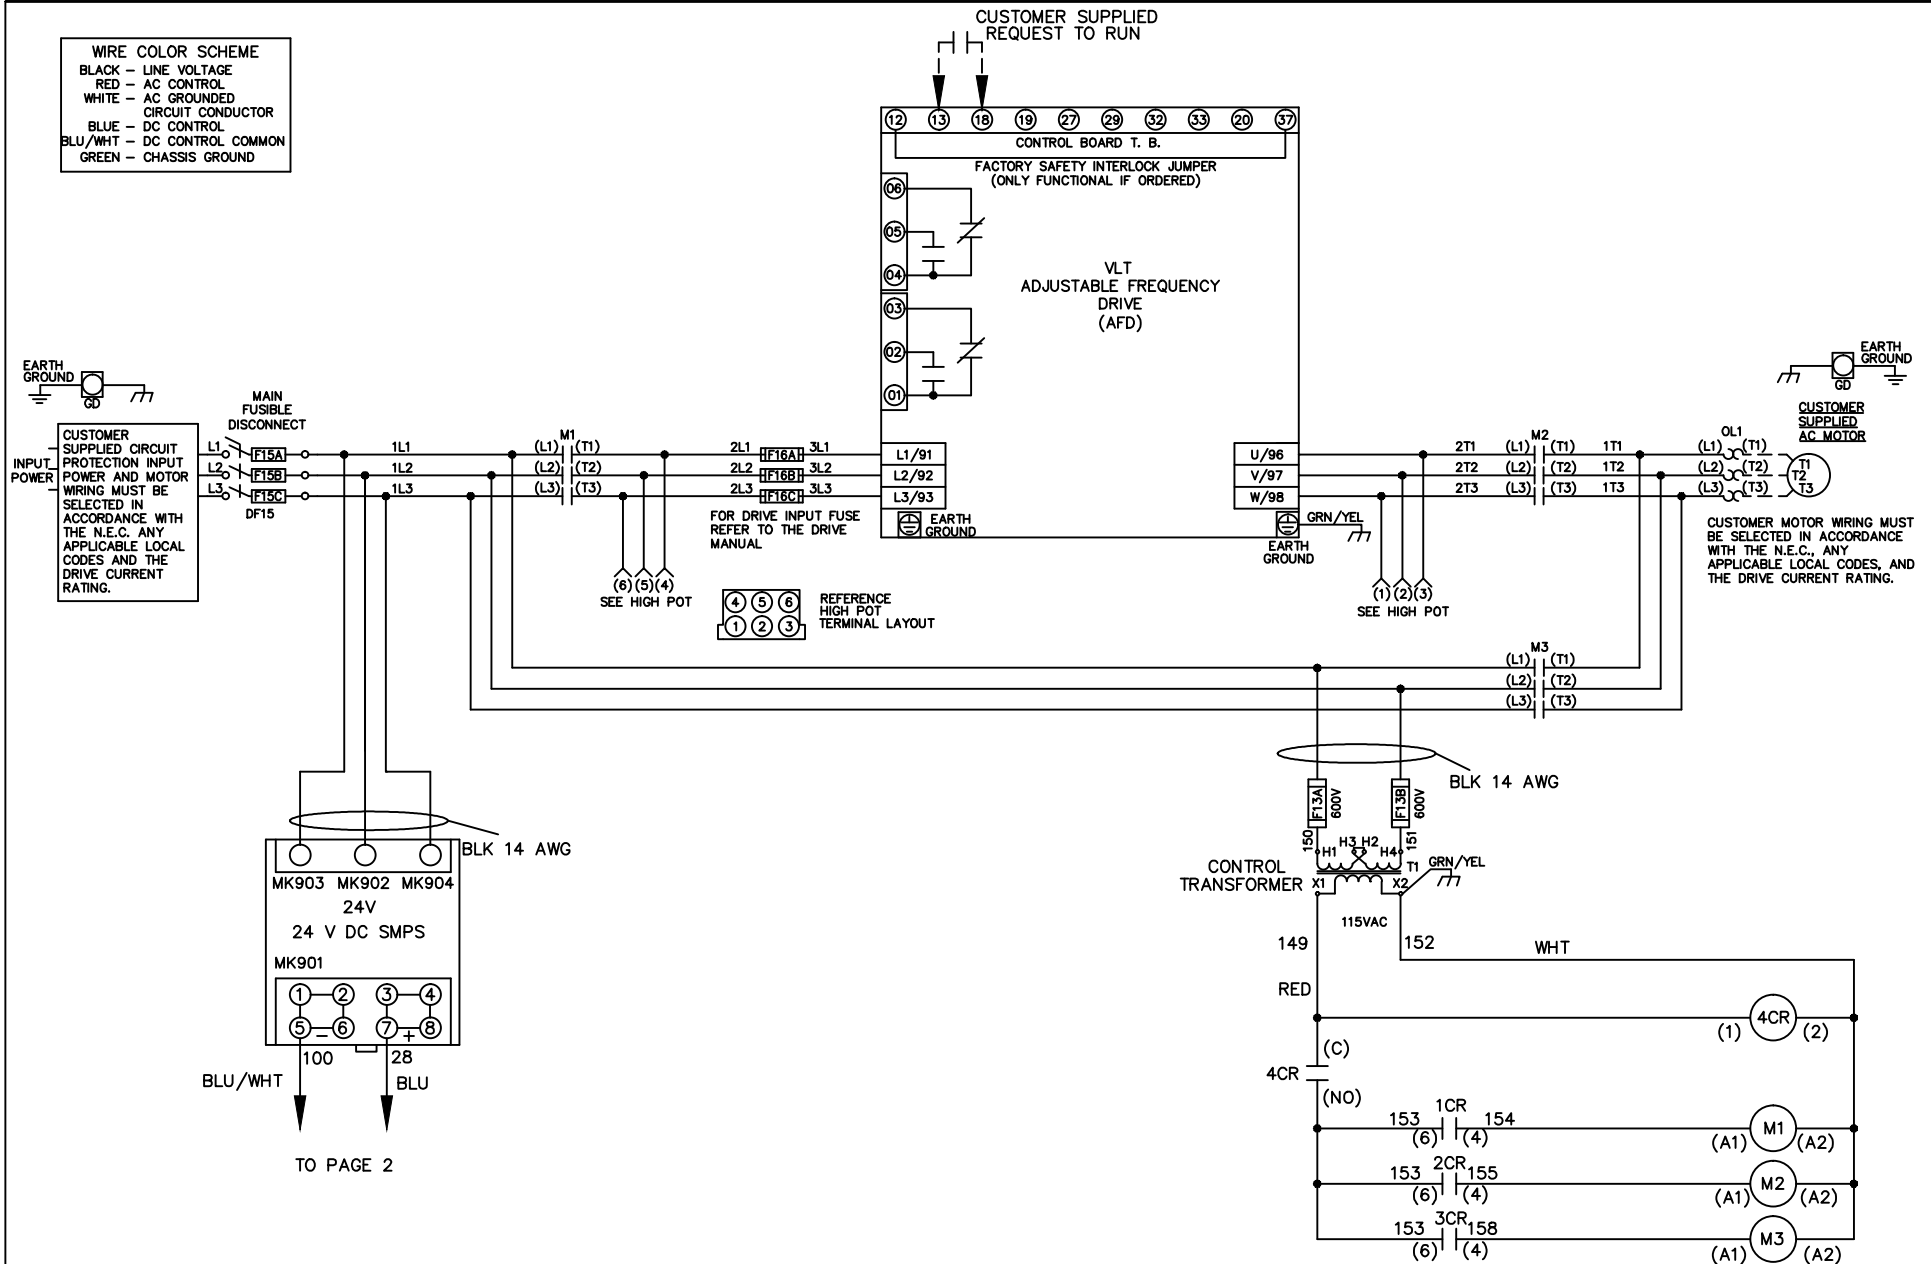 CUSTOMER SUPPLIED
REQUEST TO RUN
WIRE COLOR SCHEME
BLACK – LINE VOLTAGE
RED – AC CONTROL
WHITE – AC GROUNDED
CIRCUIT CONDUCTOR
BLUE – DC CONTROL
BLU/WHT – DC CONTROL COMMON
GREEN – CHASSIS GROUND
12 13 18 19 27 29 32 33 20 37
CONTROL BOARD T. B.
FACTORY SAFETY INTERLOCK JUMPER
(ONLY FUNCTIONAL IF ORDERED)
06
05
04
03
02
01
VLT
ADJUSTABLE FREQUENCY
DRIVE
(AFD)
EARTH
GROUND
GD
MAIN
FUSIBLE
DISCONNECT
INPUT
POWER
CUSTOMER
SUPPLIED CIRCUIT
PROTECTION INPUT
POWER AND MOTOR
WIRING MUST BE
SELECTED IN
ACCORDANCE WITH
THE N.E.C. ANY
APPLICABLE LOCAL
CODES AND THE
DRIVE CURRENT
RATING.
L1 F15A 1L1
L2 F15B 1L2
L3 F15C 1L3
DF15
M1
(L1) (T1)
(L2) (T2)
(L3) (T3)
2L1 F16A 3L1
2L2 F16B 3L2
2L3 F16C 3L3
L1/91
L2/92
L3/93
EARTH
GROUND
FOR DRIVE INPUT FUSE
REFER TO THE DRIVE
MANUAL
(6) (5) (4)
SEE HIGH POT
4 5 6
1 2 3
REFERENCE
HIGH POT
TERMINAL LAYOUT
U/96
V/97
W/98
GRN/YEL
EARTH
GROUND
2T1
2T2
2T3
M2
(L1) (T1)
(L2) (T2)
(L3) (T3)
1T1
1T2
1T3
OL1
(L1) (T1)
(L2) (T2)
(L3) (T3)
T1
T2
T3
EARTH
GROUND
GD
CUSTOMER
SUPPLIED
AC MOTOR
CUSTOMER MOTOR WIRING MUST
BE SELECTED IN ACCORDANCE
WITH THE N.E.C., ANY
APPLICABLE LOCAL CODES, AND
THE DRIVE CURRENT RATING.
(1) (2) (3)
SEE HIGH POT
M3
(L1) (T1)
(L2) (T2)
(L3) (T3)
BLK 14 AWG
MK903 MK902 MK904
24V
24 V DC SMPS
MK901
1 2 3 4
5 – 6 7 + 8
100 28
BLU/WHT BLU
TO PAGE 2
BLK 14 AWG
F13A
600V
F13B
600V
150
151
H1 H3 H2 H4
T1
GRN/YEL
CONTROL
TRANSFORMER
X1 X2
115VAC
149
152
WHT
RED
(1) 4CR (2)
(C)
4CR
(NO)
1CR
153 154
(6) (4)
(A1) M1 (A2)
2CR
153 155
(6) (4)
(A1) M2 (A2)
3CR
153 158
(6) (4)
(A1) M3 (A2)